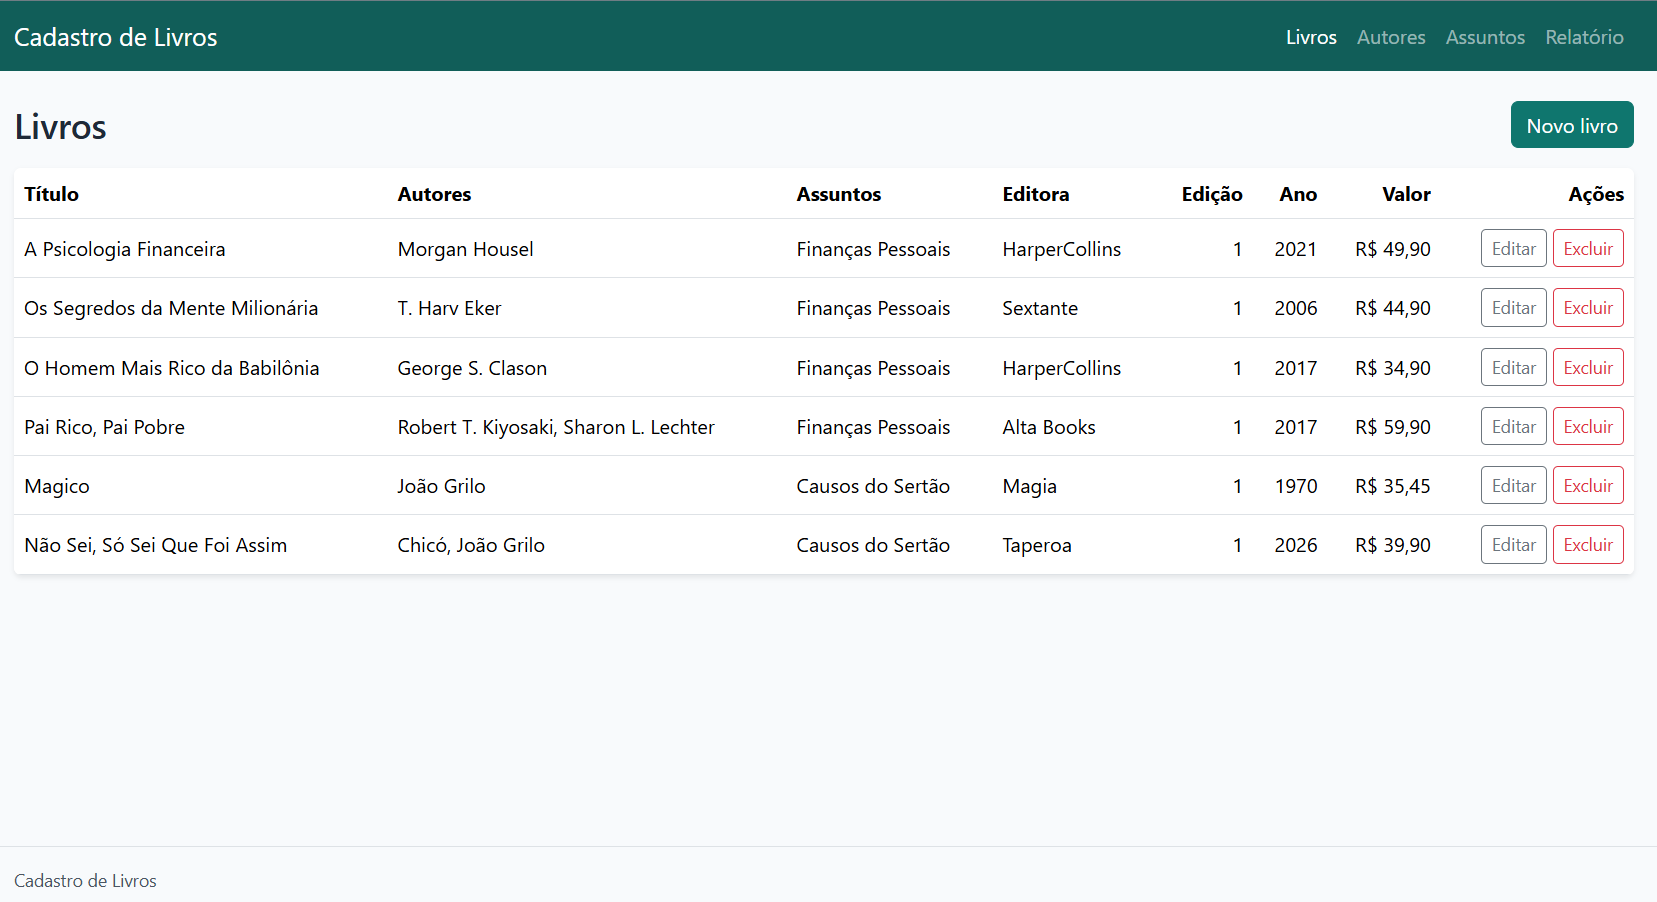 Cadastro de Livros Livros Autores Assuntos Relatório
Livros Novo livro
Título Autores Assuntos Editora Edição Ano Valor Ações
A Psicologia Financeira Morgan Housel Finanças Pessoais HarperCollins 1 2021 R$ 49,90 Editar Excluir
Os Segredos da Mente Milionária T. Harv Eker Finanças Pessoais Sextante 1 2006 R$ 44,90 Editar Excluir
O Homem Mais Rico da Babilônia George S. Clason Finanças Pessoais HarperCollins 1 2017 R$ 34,90 Editar Excluir
Pai Rico, Pai Pobre Robert T. Kiyosaki, Sharon L. Lechter Finanças Pessoais Alta Books 1 2017 R$ 59,90 Editar Excluir
Magico João Grilo Causos do Sertão Magia 1 1970 R$ 35,45 Editar Excluir
Não Sei, Só Sei Que Foi Assim Chicó, João Grilo Causos do Sertão Taperoa 1 2026 R$ 39,90 Editar Excluir
Cadastro de Livros